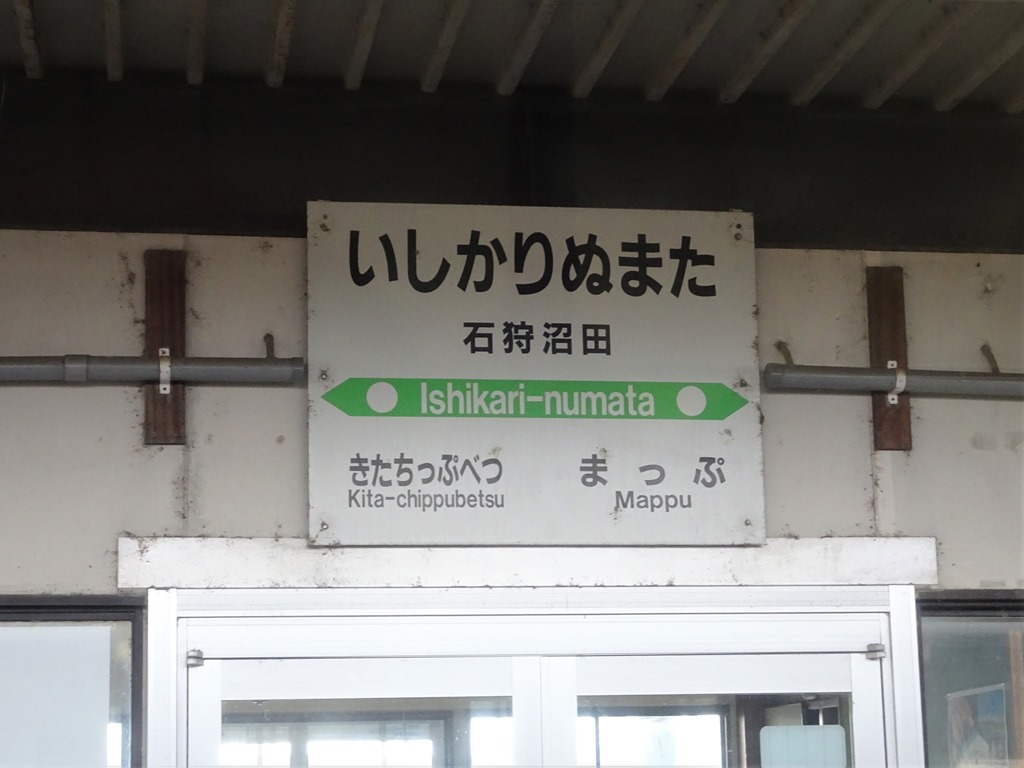 いしかりぬまた
石狩沼田
Ishikari-numata
きたちっぷべつ まっぷ
Kita-chippubetsu Mappu